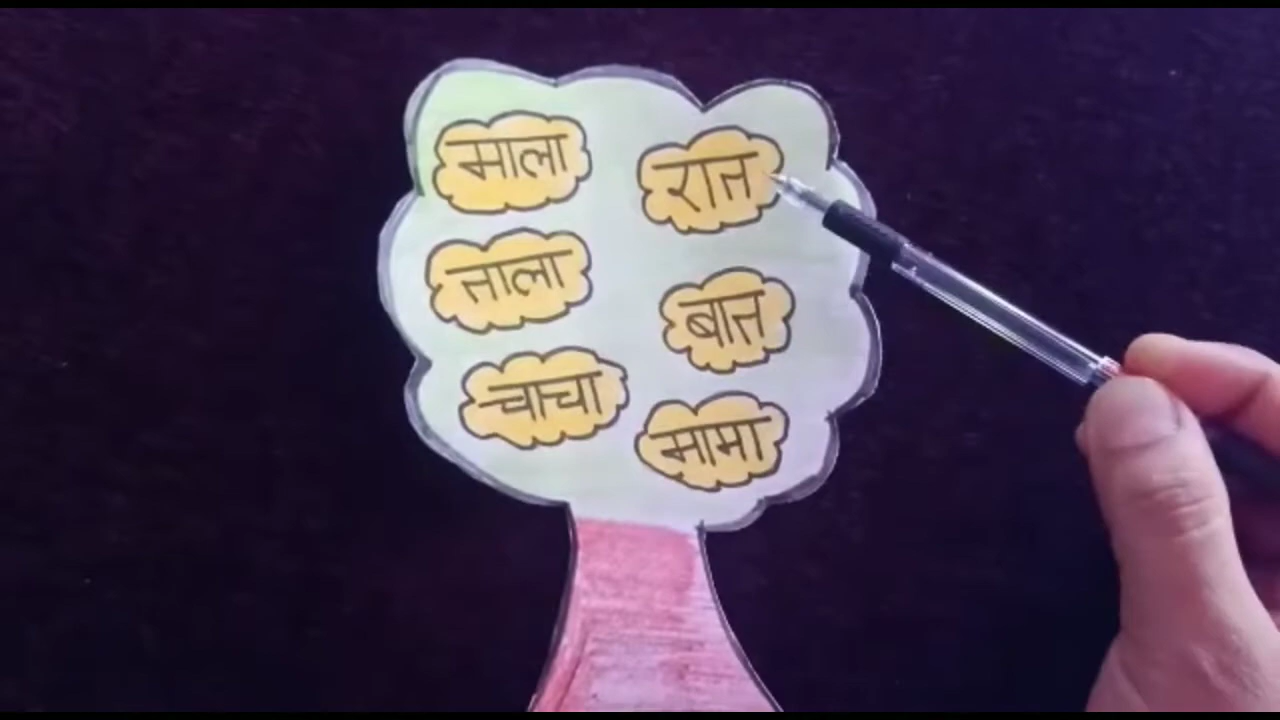 माला
रात
ताला
बात
चाचा
मामा